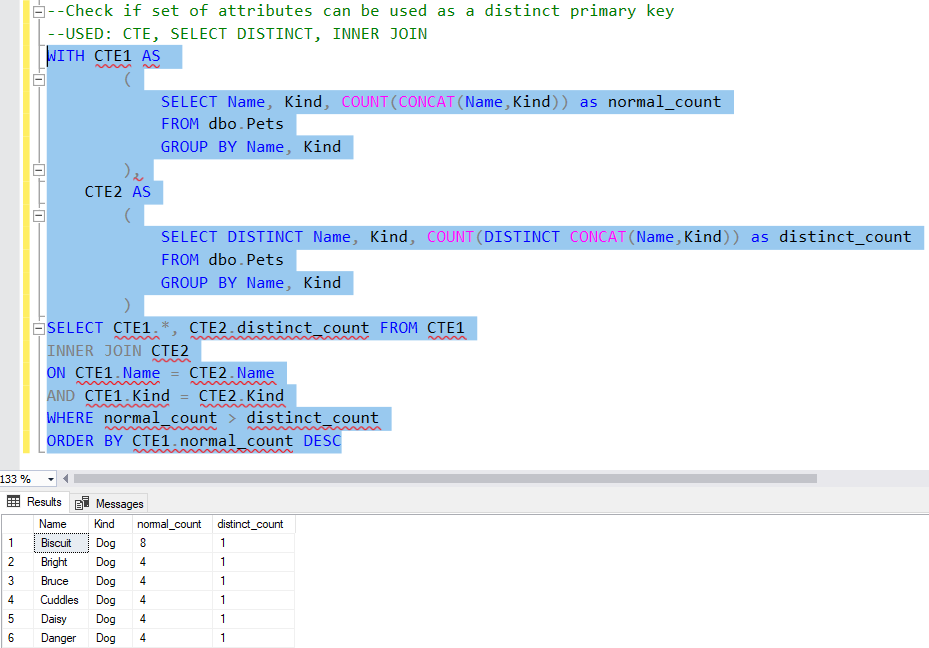 --Check if set of attributes can be used as a distinct primary key
--USED: CTE, SELECT DISTINCT, INNER JOIN
WITH CTE1 AS
(
SELECT Name, Kind, COUNT(CONCAT(Name,Kind)) as normal_count
FROM dbo.Pets
GROUP BY Name, Kind
),
CTE2 AS
(
SELECT DISTINCT Name, Kind, COUNT(DISTINCT CONCAT(Name,Kind)) as distinct_count
FROM dbo.Pets
GROUP BY Name, Kind
)
SELECT CTE1.*, CTE2.distinct_count FROM CTE1
INNER JOIN CTE2
ON CTE1.Name = CTE2.Name
AND CTE1.Kind = CTE2.Kind
WHERE normal_count > distinct_count
ORDER BY CTE1.normal_count DESC
133 %
Results Messages
Name Kind normal_count distinct_count
1 Biscuit Dog 8 1
2 Bright Dog 4 1
3 Bruce Dog 4 1
4 Cuddles Dog 4 1
5 Daisy Dog 4 1
6 Danger Dog 4 1